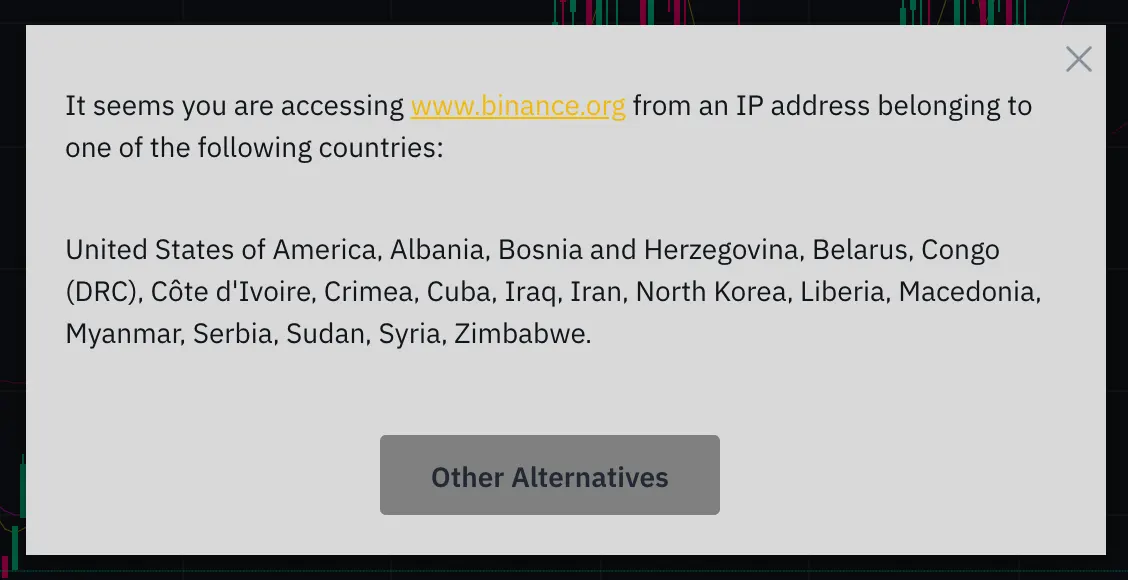 It seems you are accessing www.binance.org from an IP address belonging to
one of the following countries:
United States of America, Albania, Bosnia and Herzegovina, Belarus, Congo
(DRC), Côte d'Ivoire, Crimea, Cuba, Iraq, Iran, North Korea, Liberia, Macedonia,
Myanmar, Serbia, Sudan, Syria, Zimbabwe.
Other Alternatives